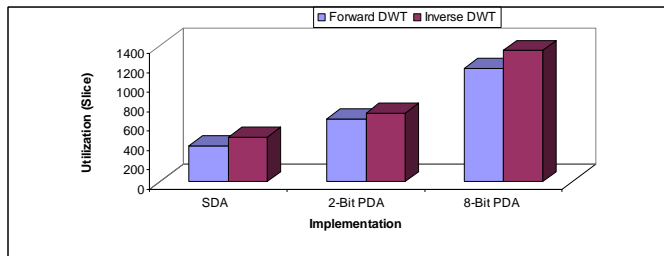 Forward DWT Inverse DWT
1400
1200
1000
800
600
400
200
0
Utilization (Slice)
SDA 2-Bit PDA 8-Bit PDA
Implementation